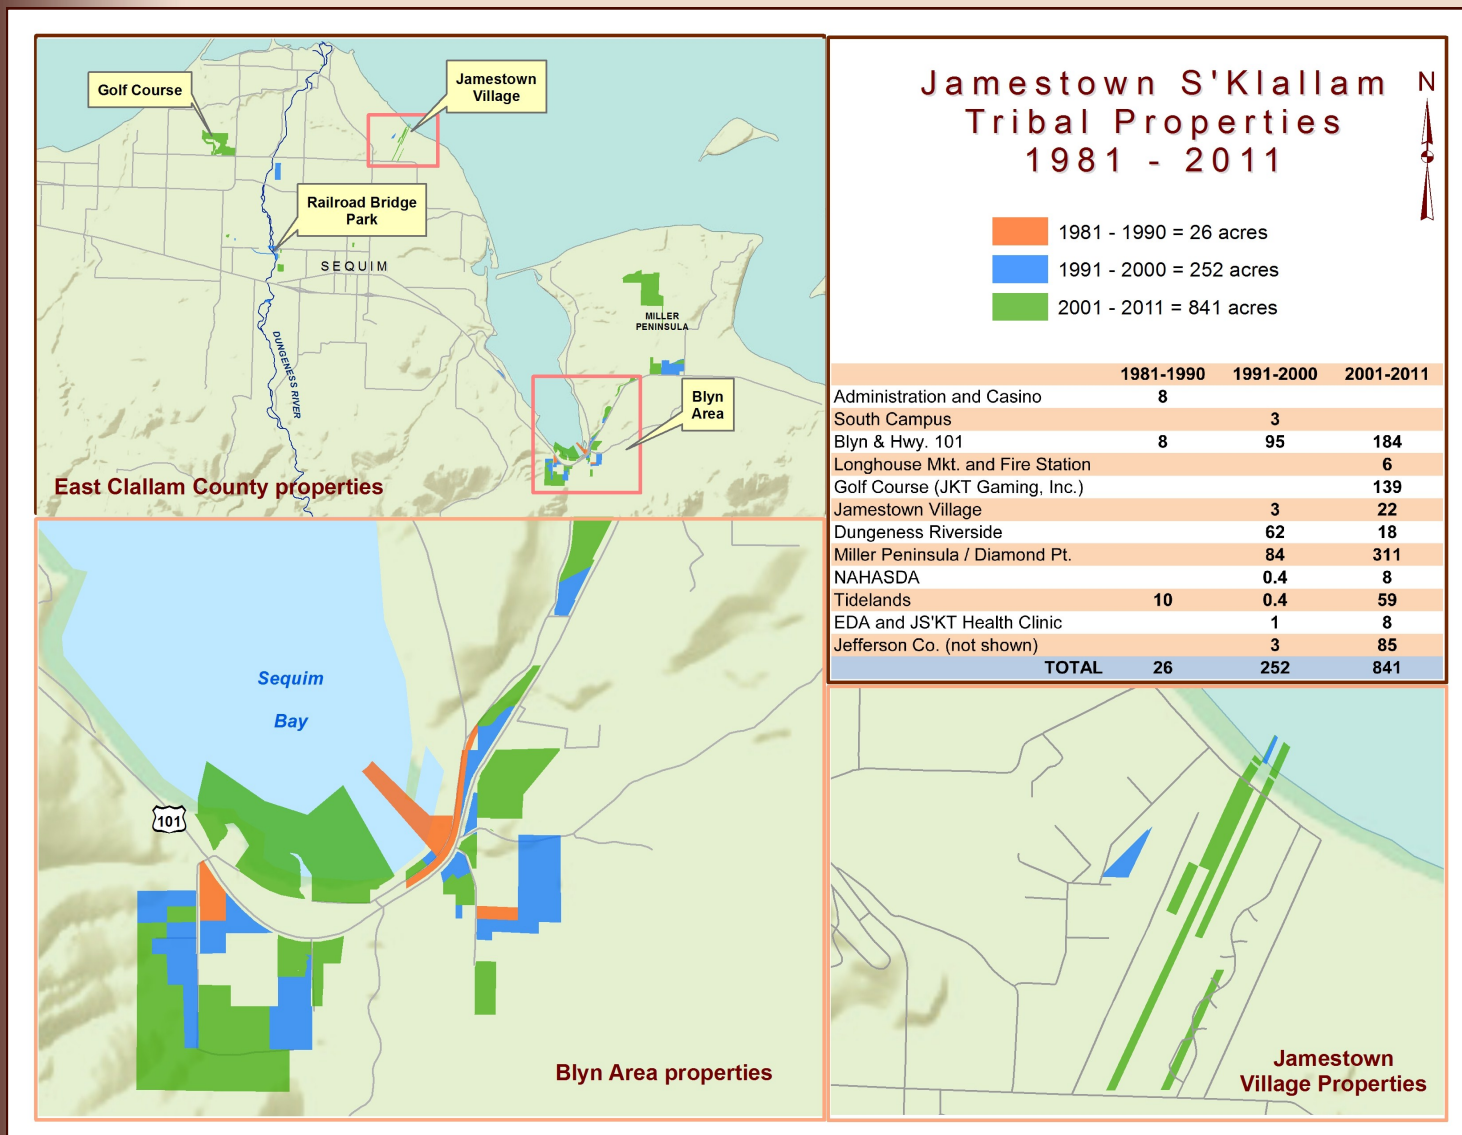 Golf Course
Jamestown
Village
Railroad Bridge
Park
SEQUIM
DUNGENESS RIVER
MILLER
PENINSULA
Blyn
Area
East Clallam County properties
Jamestown S'Klallam
Tribal Properties
1981 - 2011
N
1981 - 1990 = 26 acres
1991 - 2000 = 252 acres
2001 - 2011 = 841 acres
1981-1990 1991-2000 2001-2011
Administration and Casino 8
South Campus 3
Blyn & Hwy. 101 8 95 184
Longhouse Mkt. and Fire Station 6
Golf Course (JKT Gaming, Inc.) 139
Jamestown Village 3 22
Dungeness Riverside 62 18
Miller Peninsula / Diamond Pt. 84 311
NAHASDA 0.4 8
Tidelands 10 0.4 59
EDA and JS'KT Health Clinic 1 8
Jefferson Co. (not shown) 3 85
TOTAL 26 252 841
Sequim
Bay
101
Blyn Area properties
Jamestown
Village Properties